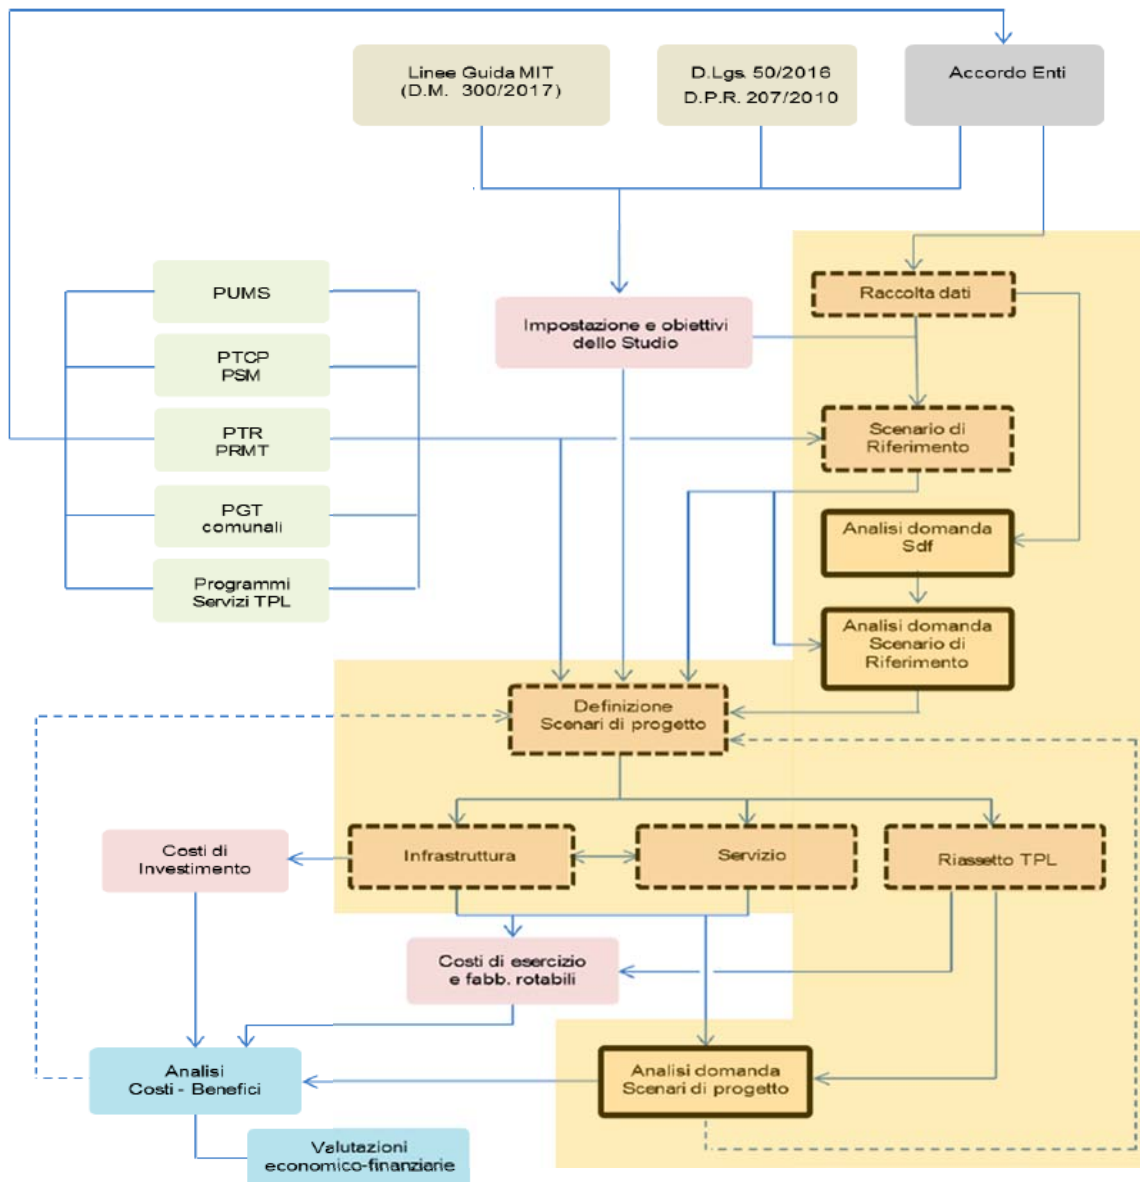 Linee Guida MIT
(D.M. 300/2017)
D.Lgs. 50/2016
D.P.R. 207/2010
Accordo Enti
PUMS
Raccolta dati
Impostazione e obiettivi
dello Studio
PTCP
PSM
PTR
PRMT
Scenario di
Riferimento
PGT
comunali
Analisi domanda
Sdf
Programmi
Servizi TPL
Analisi domanda
Scenario di
Riferimento
Definizione
Scenari di progetto
Costi di
Investimento
Infrastruttura
Servizio
Riassetto TPL
Costi di esercizio
e fabb. rotabili
Analisi
Costi - Benefici
Analisi domanda
Scenari di progetto
Valutazioni
economico-finanziarie